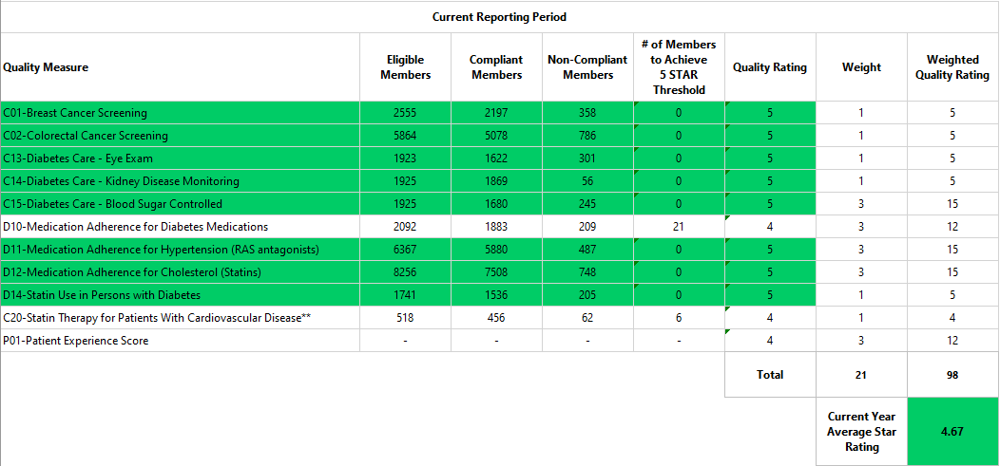 Current Reporting Period
Quality Measure Eligible Members Compliant Members Non-Compliant Members # of Members to Achieve 5 STAR Threshold Quality Rating Weight Weighted Quality Rating
C01-Breast Cancer Screening 2555 2197 358 0 5 1 5
C02-Colorectal Cancer Screening 5864 5078 786 0 5 1 5
C13-Diabetes Care - Eye Exam 1923 1622 301 0 5 1 5
C14-Diabetes Care - Kidney Disease Monitoring 1925 1869 56 0 5 1 5
C15-Diabetes Care - Blood Sugar Controlled 1925 1680 245 0 5 3 15
D10-Medication Adherence for Diabetes Medications 2092 1883 209 21 4 3 12
D11-Medication Adherence for Hypertension (RAS antagonists) 6367 5880 487 0 5 3 15
D12-Medication Adherence for Cholesterol (Statins) 8256 7508 748 0 5 3 15
D14-Statin Use in Persons with Diabetes 1741 1536 205 0 5 1 5
C20-Statin Therapy for Patients With Cardiovascular Disease** 518 456 62 6 4 1 4
P01-Patient Experience Score - - - - 4 3 12
Total 21 98
Current Year Average Star Rating 4.67